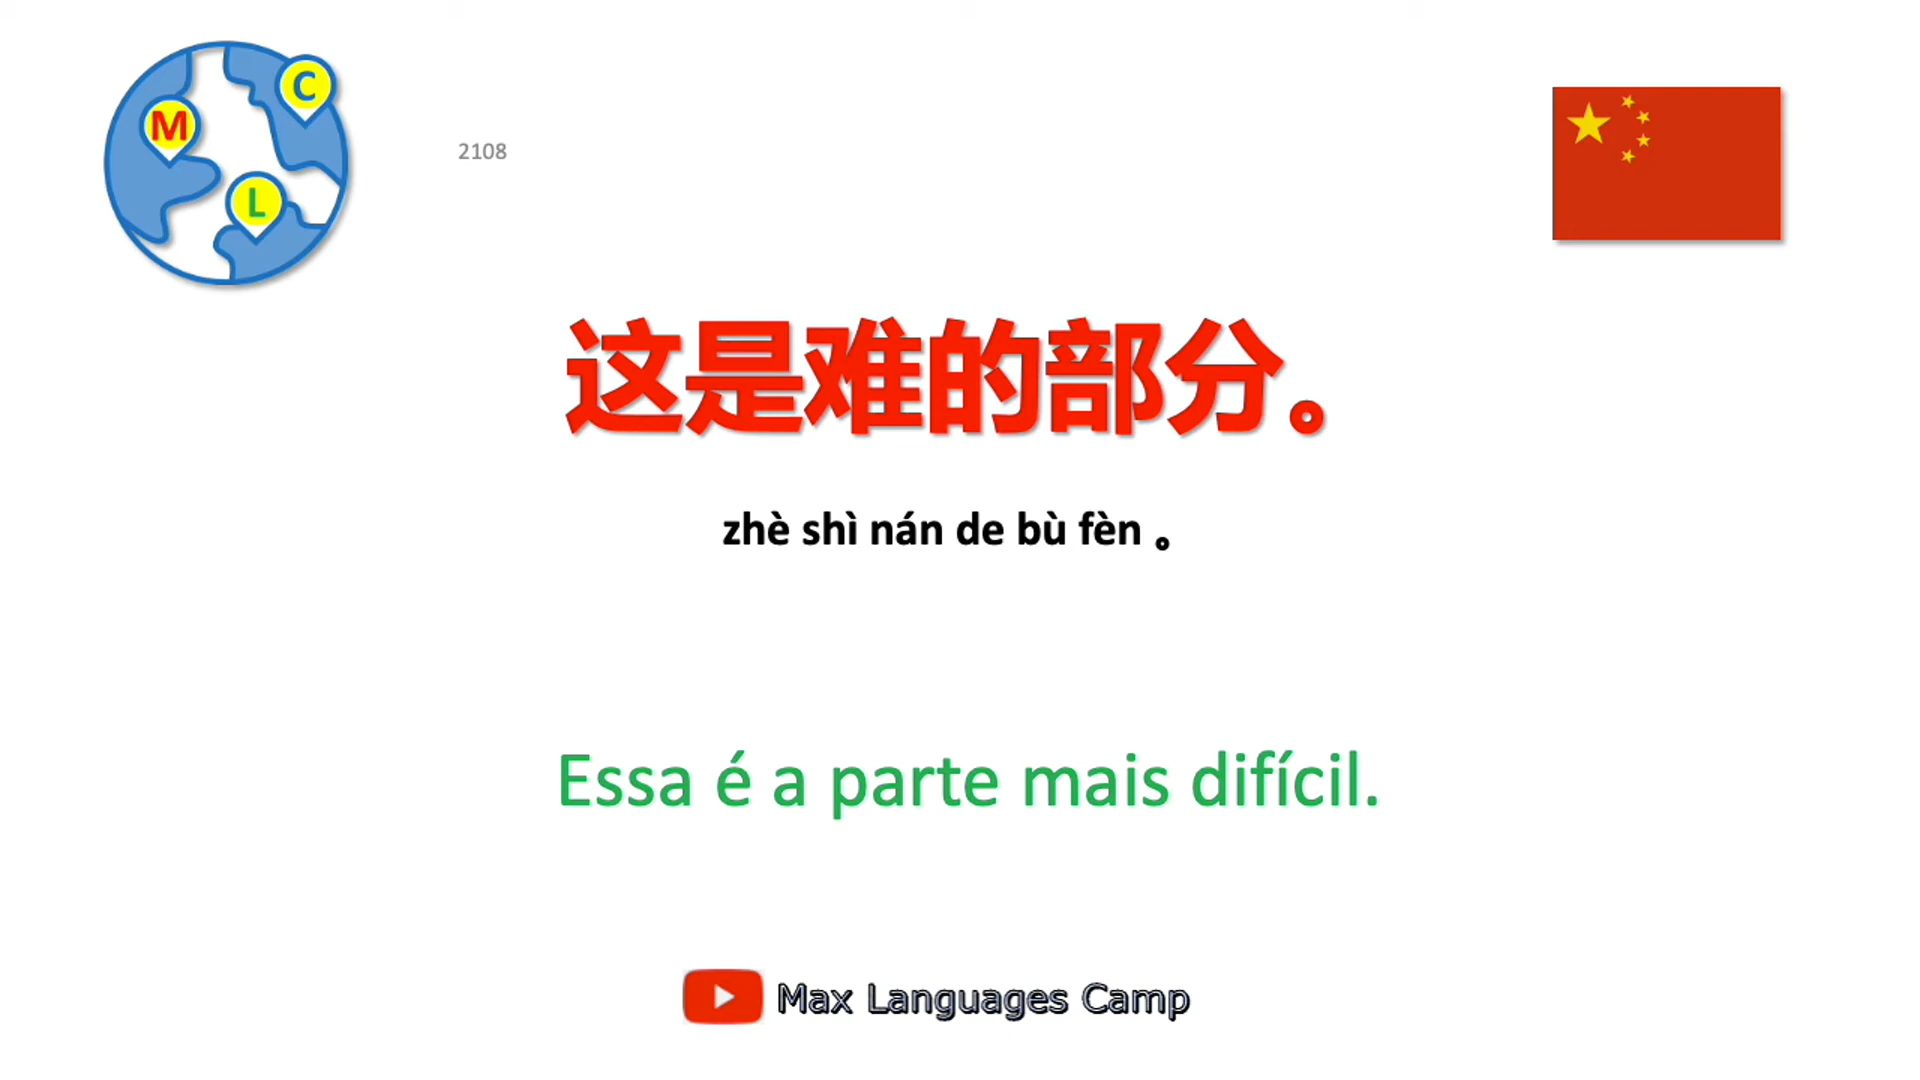 M
C
L
2108
这是难的部分。
zhè shì nán de bù fèn 。
Essa é a parte mais difícil.
Max Languages Camp